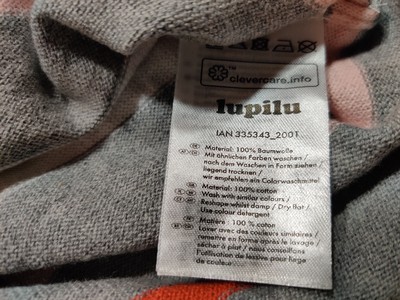 clevercare.info
lupilu
IAN 335343_2001
Material: 100% Baumwolle
Mit ähnlichen Farben waschen /
nach dem Waschen in Form ziehen /
liegend trocknen /
wir empfehlen ein Colorwaschmittel
Material: 100% cotton
Wash with similar colours /
Reshape whilst damp / Dry flat /
Use colour detergent
Matière : 100 % coton
Laver avec des couleurs similaires /
remettre en forme après le lavage /
sécher à plat / nous conseillons
l'utilisation de lessive pour linge de
couleur